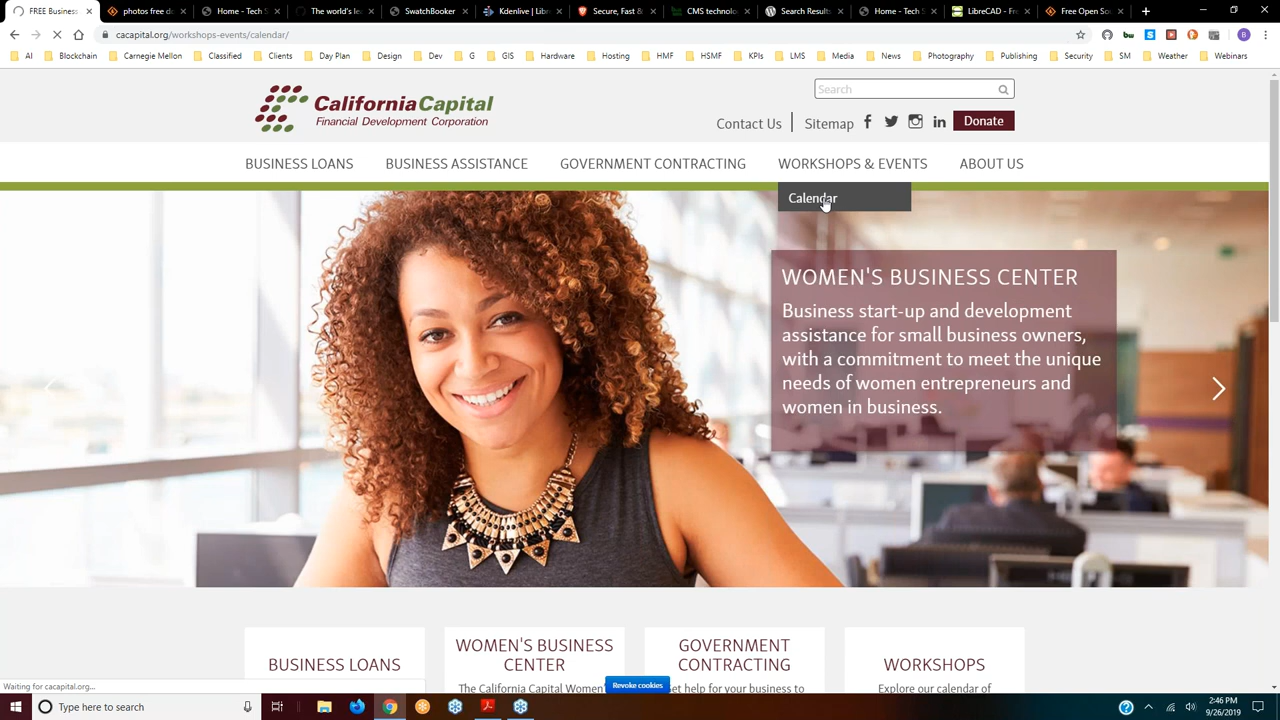 FREE Business
photos free do
Home - Tech S
The world's le
SwatchBooker
Kdenlive | Libre
Secure, Fast &
CMS technolo
Search Results
Home - Tech S
LibreCAD - Fre
Free Open So
cacapital.org/workshops-events/calendar/
AI
Blockchain
Carnegie Mellon
Classified
Clients
Day Plan
Design
Dev
G
GIS
Hardware
Hosting
HMF
HSMF
KPIs
LMS
Media
News
Photography
Publishing
Security
SM
Weather
Webinars
CaliforniaCapital
Financial Development Corporation
Search
Contact Us
Sitemap
Donate
BUSINESS LOANS
BUSINESS ASSISTANCE
GOVERNMENT CONTRACTING
WORKSHOPS & EVENTS
ABOUT US
Calendar
WOMEN'S BUSINESS CENTER
Business start-up and development
assistance for small business owners,
with a commitment to meet the unique
needs of women entrepreneurs and
women in business.
BUSINESS LOANS
WOMEN'S BUSINESS
CENTER
The California Capital Women
GOVERNMENT
CONTRACTING
et help for your business to
WORKSHOPS
Explore our calendar of
Waiting for cacapital.org...
Revoke cookies
Type here to search
2:46 PM
9/26/2019